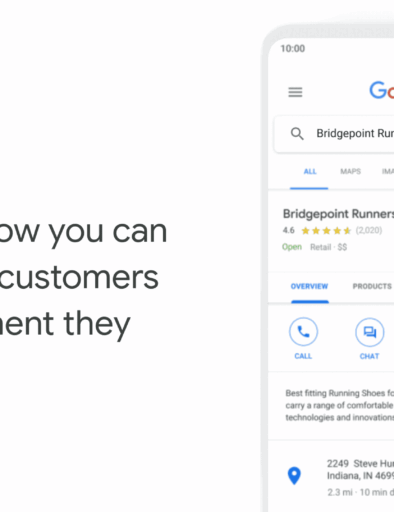 ow you can
customers
ent they
10:00
Go
Bridgepoint Run
ALL MAPS IMA
Bridgepoint Runners
4.6 (2,020)
Open Retail · $$
OVERVIEW PRODUCTS
CALL CHAT
Best fitting Running Shoes fo
carry a range of comfortable
technologies and innovations
2249 Steve Hu
Indiana, IN 469
2.3 mi · 10 min d